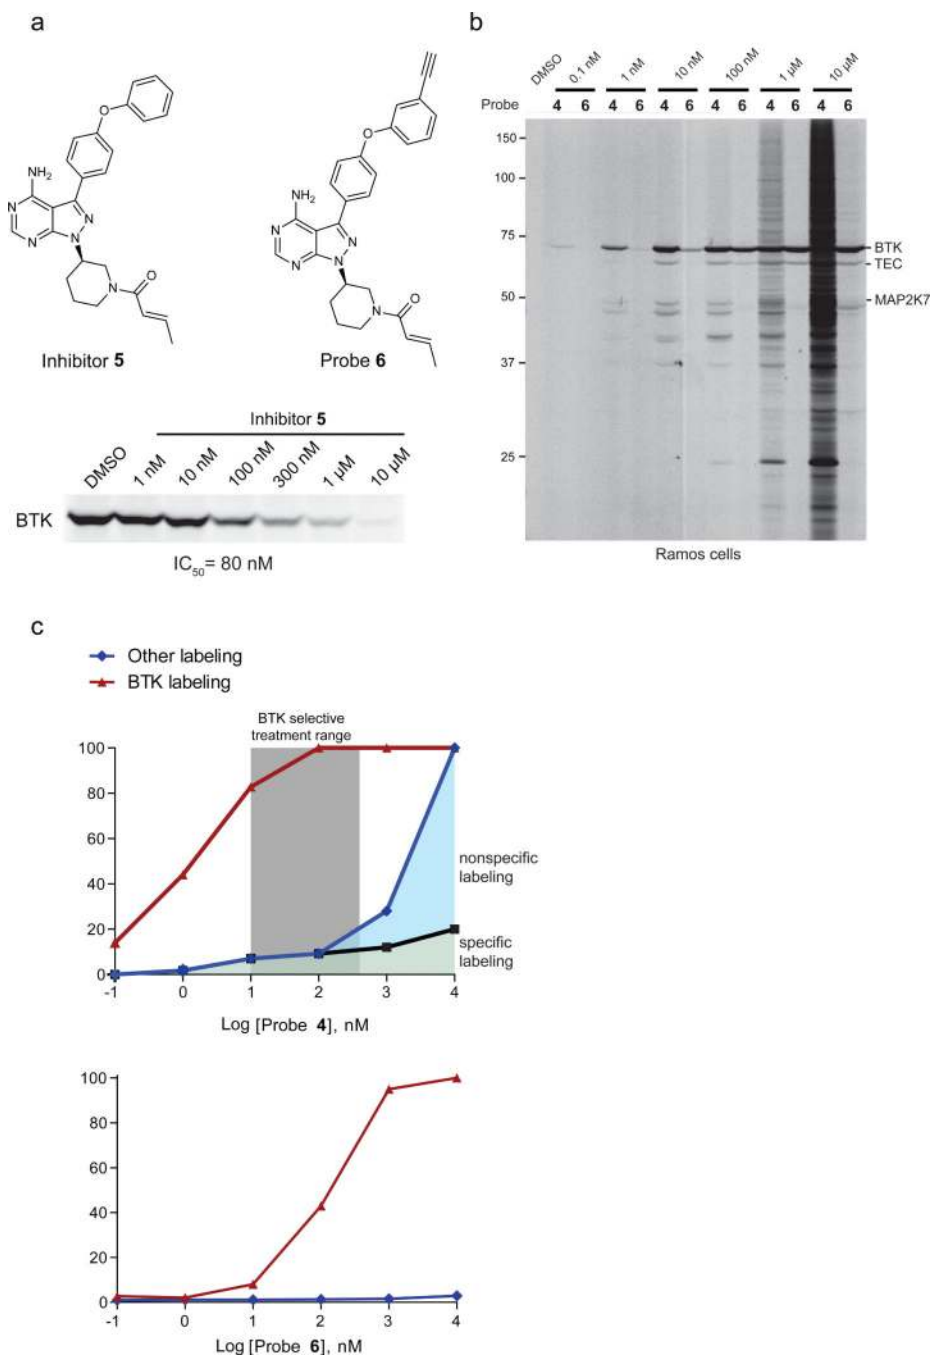 a
O
NH₂
N
N
N
N
N
N
O
Inhibitor 5
O
NH₂
N
N
N
N
N
N
O
Probe 6
Inhibitor 5
DMSO
1 nM
10 nM
100 nM
300 nM
1 µM
10 µM
BTK
IC₅₀= 80 nM
b
DMSO
0.1 nM
1 nM
10 nM
100 nM
1 µM
10 µM
Probe 4 6 4 6 4 6 4 6 4 6 4 6
150
100
75
50
37
25
BTK
TEC
MAP2K7
Ramos cells
c
Other labeling
BTK labeling
BTK selective
treatment range
100
80
60
40
20
0
nonspecific
labeling
specific
labeling
-1 0 1 2 3 4
Log [Probe 4], nM
100
80
60
40
20
0
-1 0 1 2 3 4
Log [Probe 6], nM